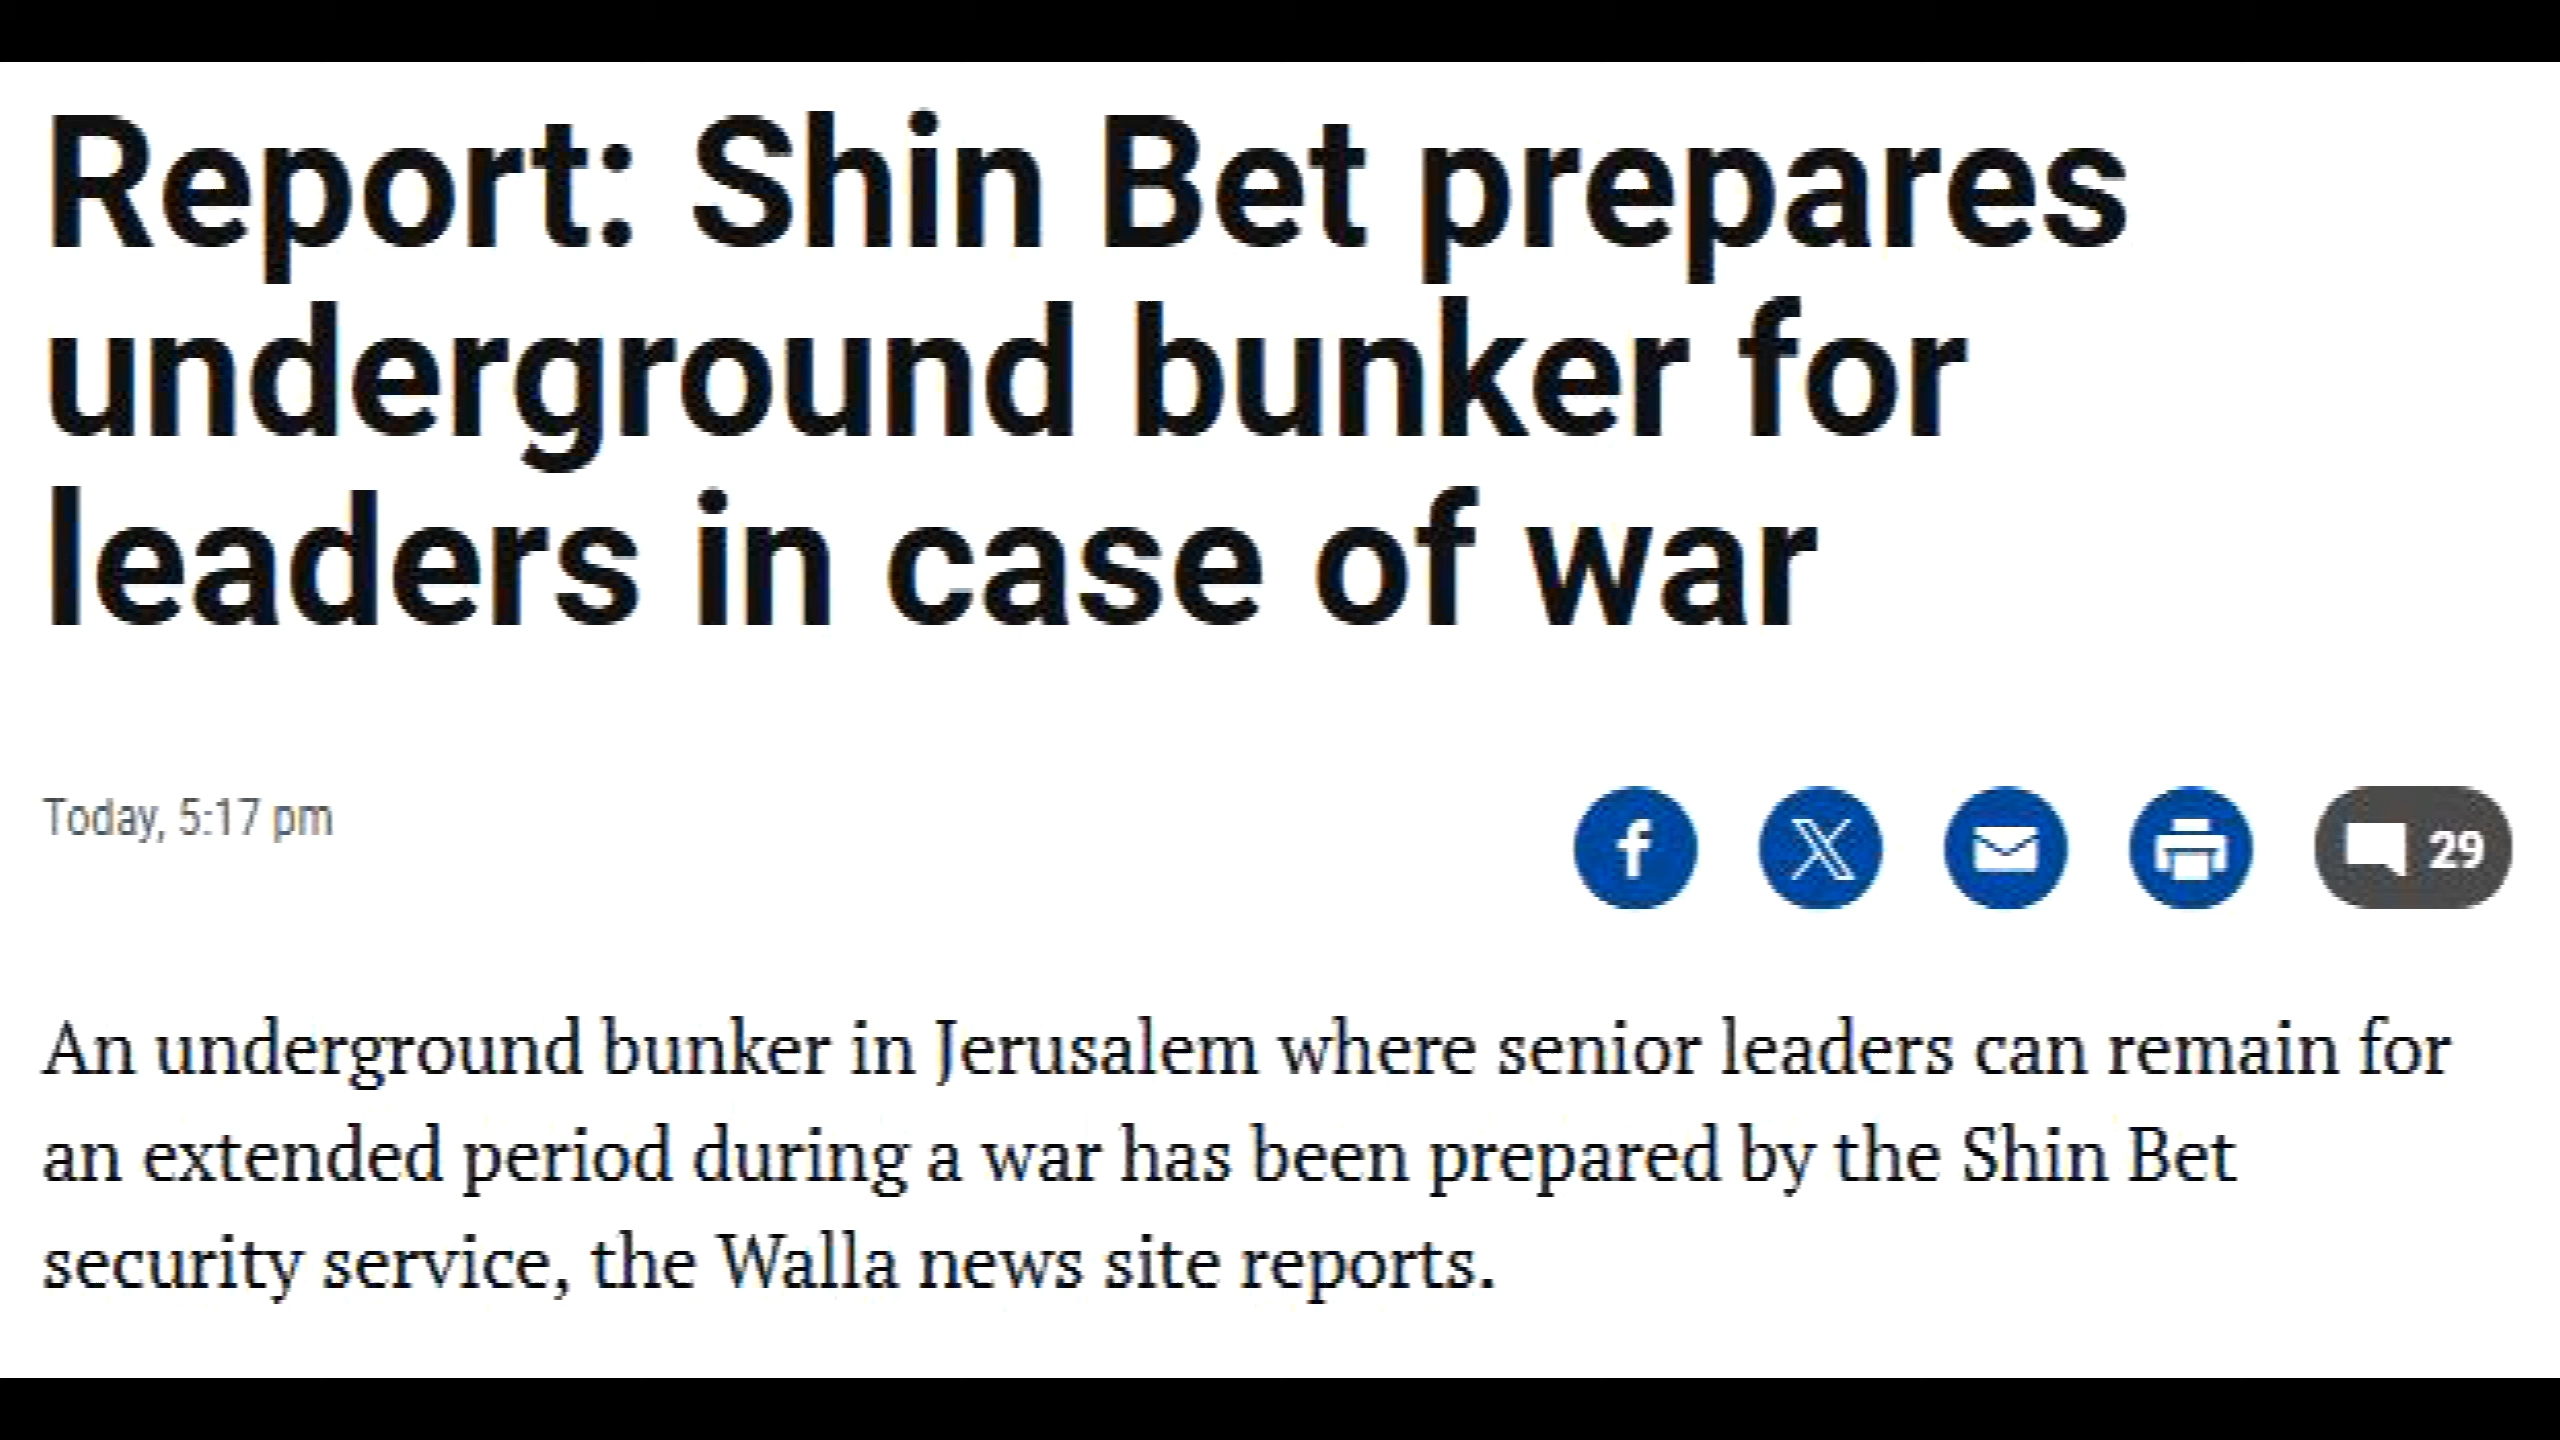 Report: Shin Bet prepares
underground bunker for
leaders in case of war
Today, 5:17 pm
29
An underground bunker in Jerusalem where senior leaders can remain for
an extended period during a war has been prepared by the Shin Bet
security service, the Walla news site reports.